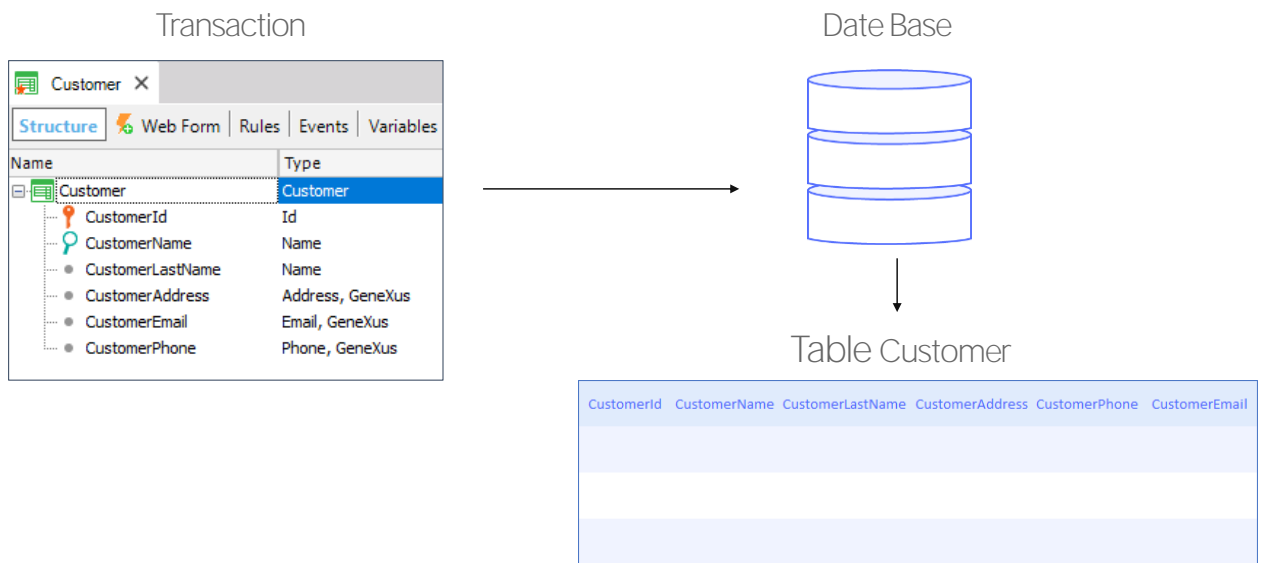 Transaction
Date Base
Customer
Structure Web Form Rules Events Variables
Name Type
Customer Customer
CustomerId Id
CustomerName Name
CustomerLastName Name
CustomerAddress Address, GeneXus
CustomerEmail Email, GeneXus
CustomerPhone Phone, GeneXus
Table Customer
CustomerId CustomerName CustomerLastName CustomerAddress CustomerPhone CustomerEmail